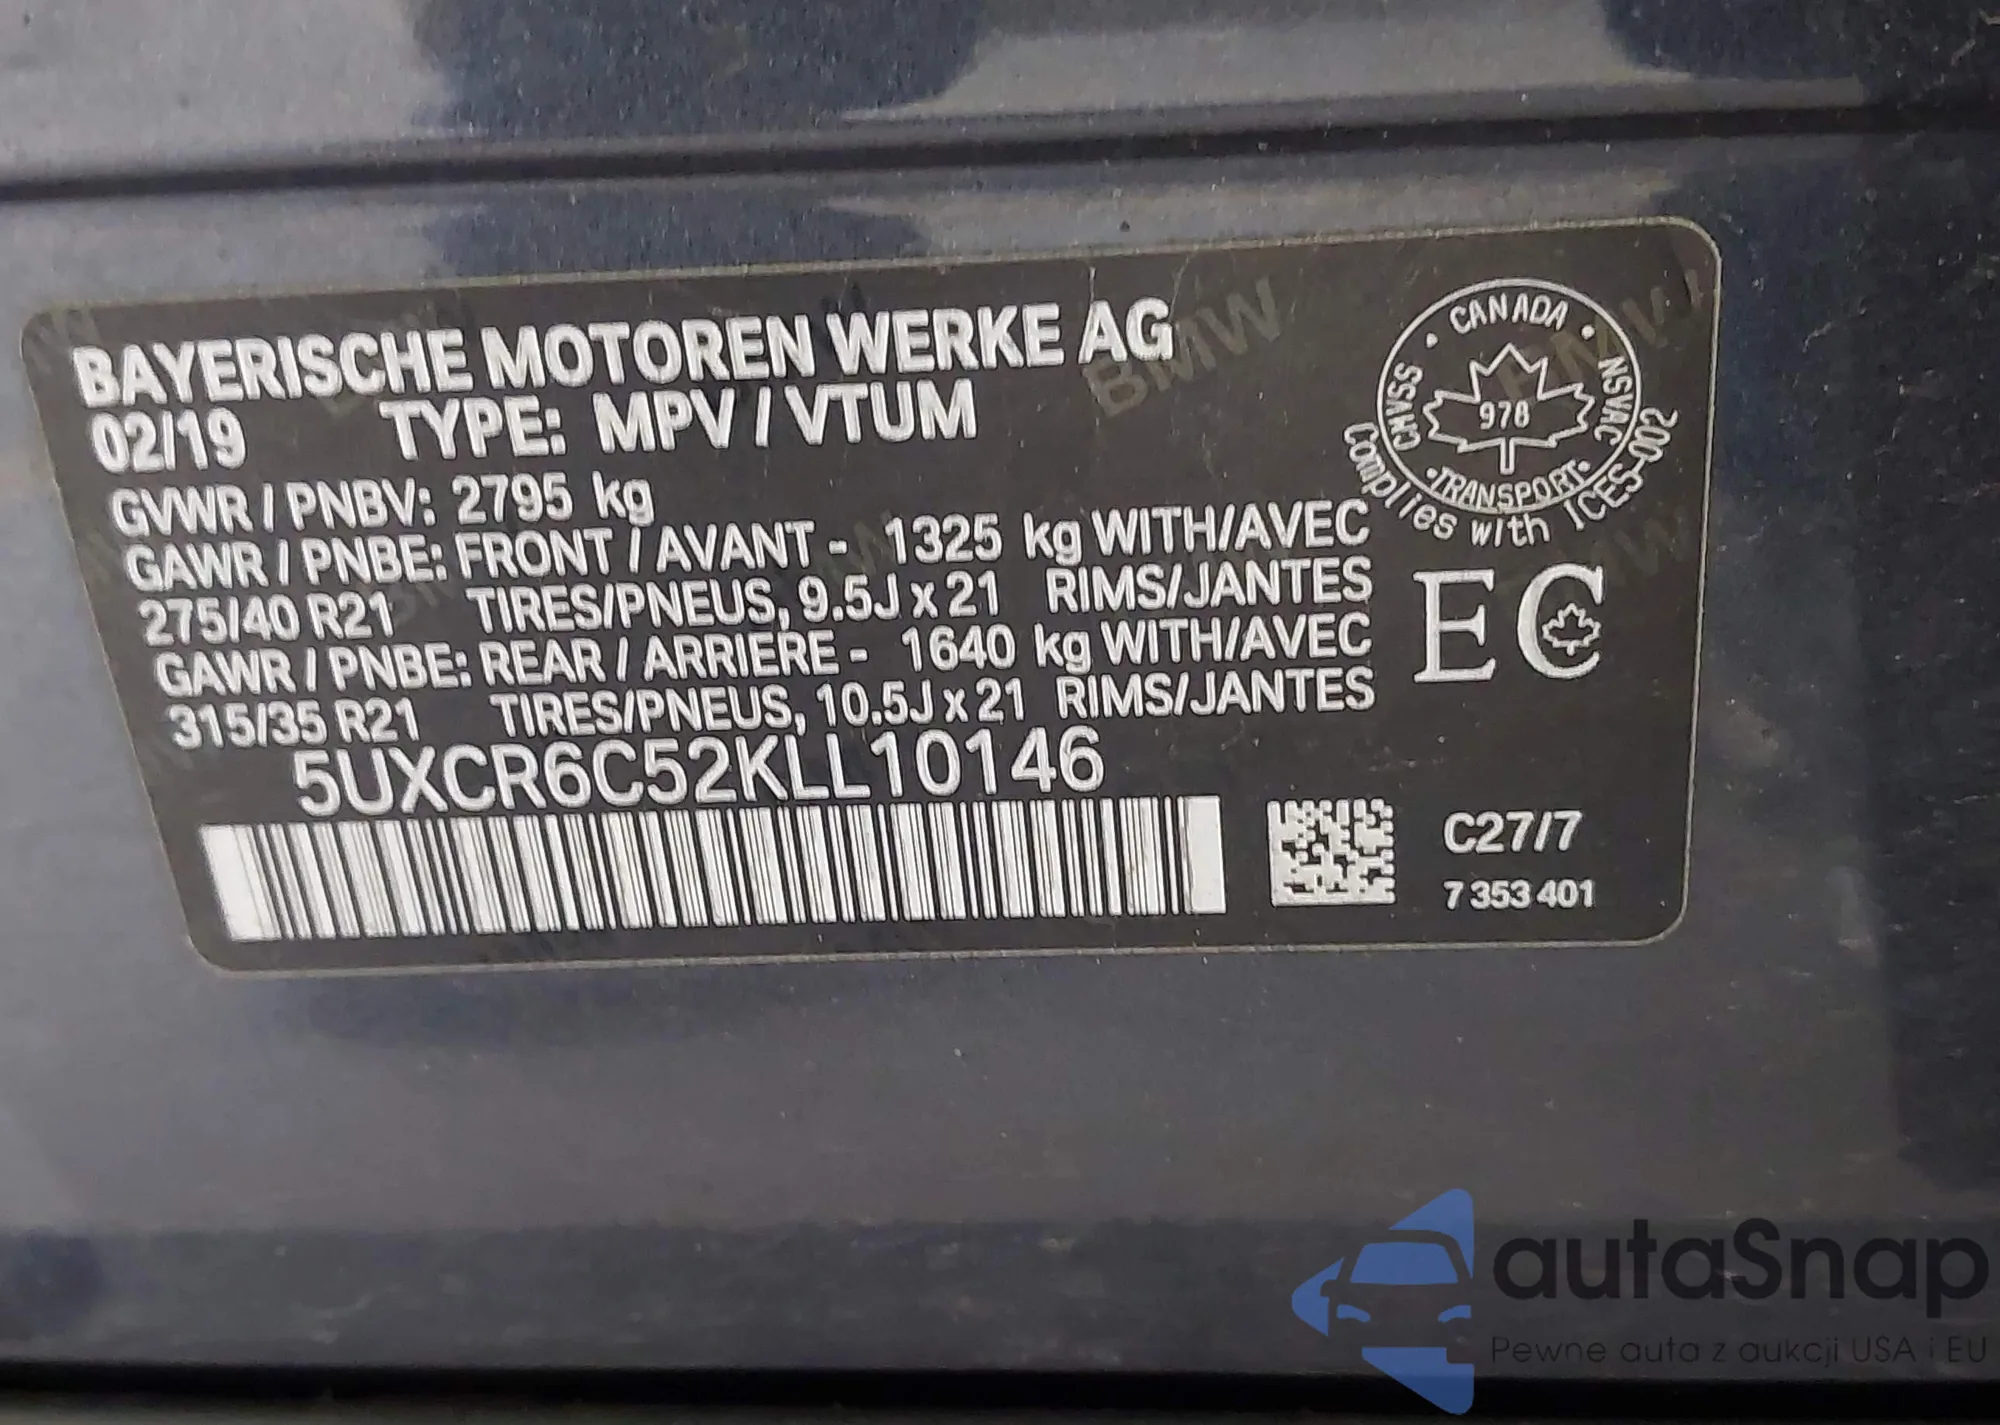 BAYERISCHE MOTOREN WERKE AG
02/19 TYPE: MPV / VTUM
GVWR / PNBV: 2795 kg
GAWR / PNBE: FRONT / AVANT - 1325 kg WITH/AVEC
275/40 R21 TIRES/PNEUS, 9.5J x 21 RIMS/JANTES
GAWR / PNBE: REAR / ARRIERE - 1640 kg WITH/AVEC
315/35 R21 TIRES/PNEUS, 10.5J x 21 RIMS/JANTES
5UXCR6C52KLL10146
CANADA
CMVSS
NSVAC
978
TRANSPORT
Complies with ICES-002
EC
C27/7
7 353 401
BMW
autaSnap
Pewne auta z aukcji USA i EU